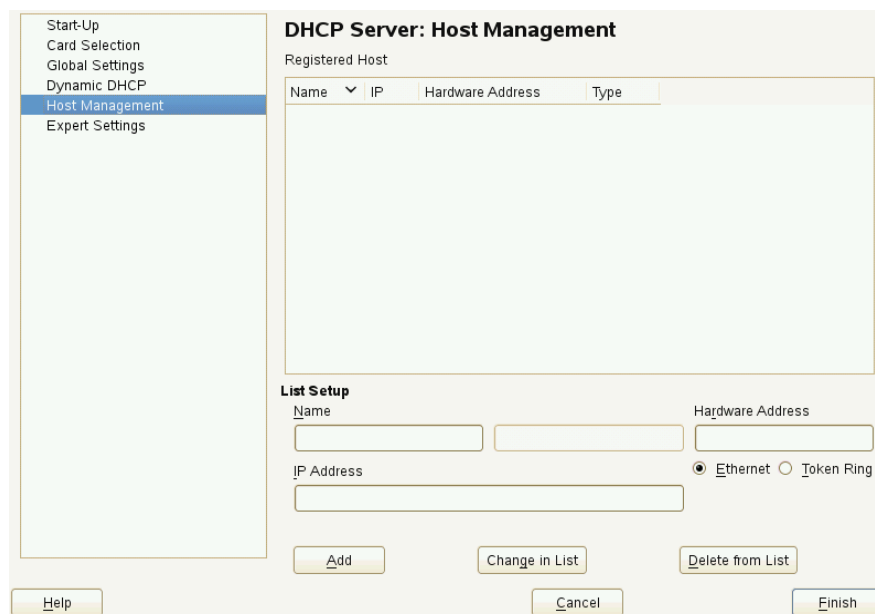 Start-Up
Card Selection
Global Settings
Dynamic DHCP
Host Management
Expert Settings
DHCP Server: Host Management
Registered Host
Name IP Hardware Address Type
List Setup
Name Hardware Address
IP Address Ethernet Token Ring
Add Change in List Delete from List
Help Cancel Finish